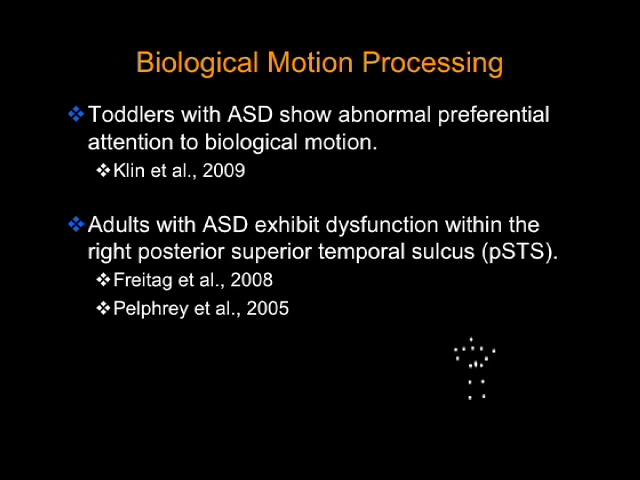 Biological Motion Processing
Toddlers with ASD show abnormal preferential
attention to biological motion.
Klin et al., 2009
Adults with ASD exhibit dysfunction within the
right posterior superior temporal sulcus (pSTS).
Freitag et al., 2008
Pelphrey et al., 2005